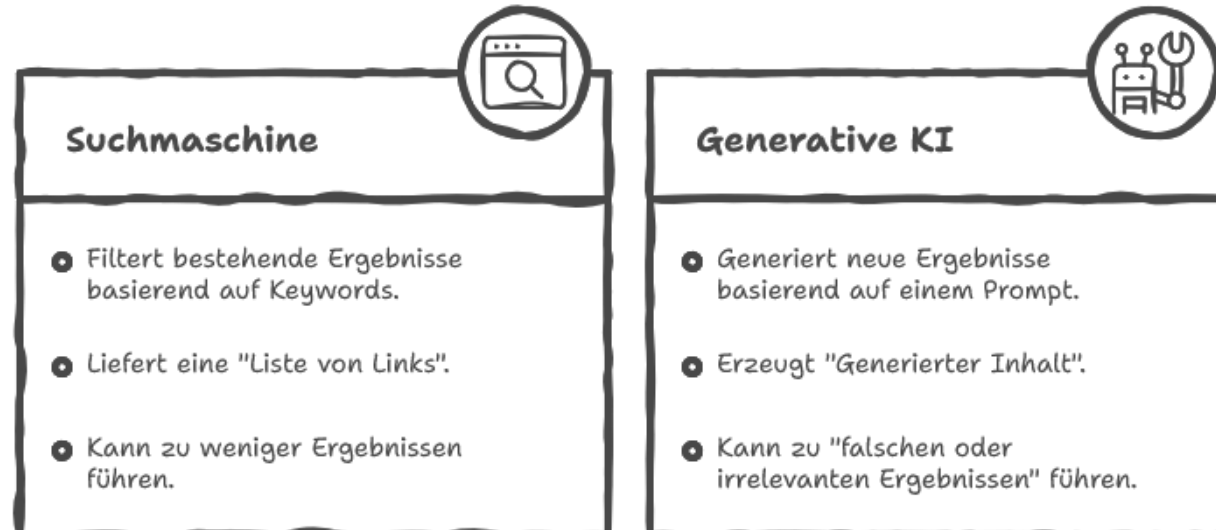 Suchmaschine
Filtert bestehende Ergebnisse
basierend auf Keywords.
Liefert eine "Liste von Links".
Kann zu weniger Ergebnissen
führen.
Generative KI
Generiert neue Ergebnisse
basierend auf einem Prompt.
Erzeugt "Generierter Inhalt".
Kann zu "falschen oder
irrelevanten Ergebnissen" führen.